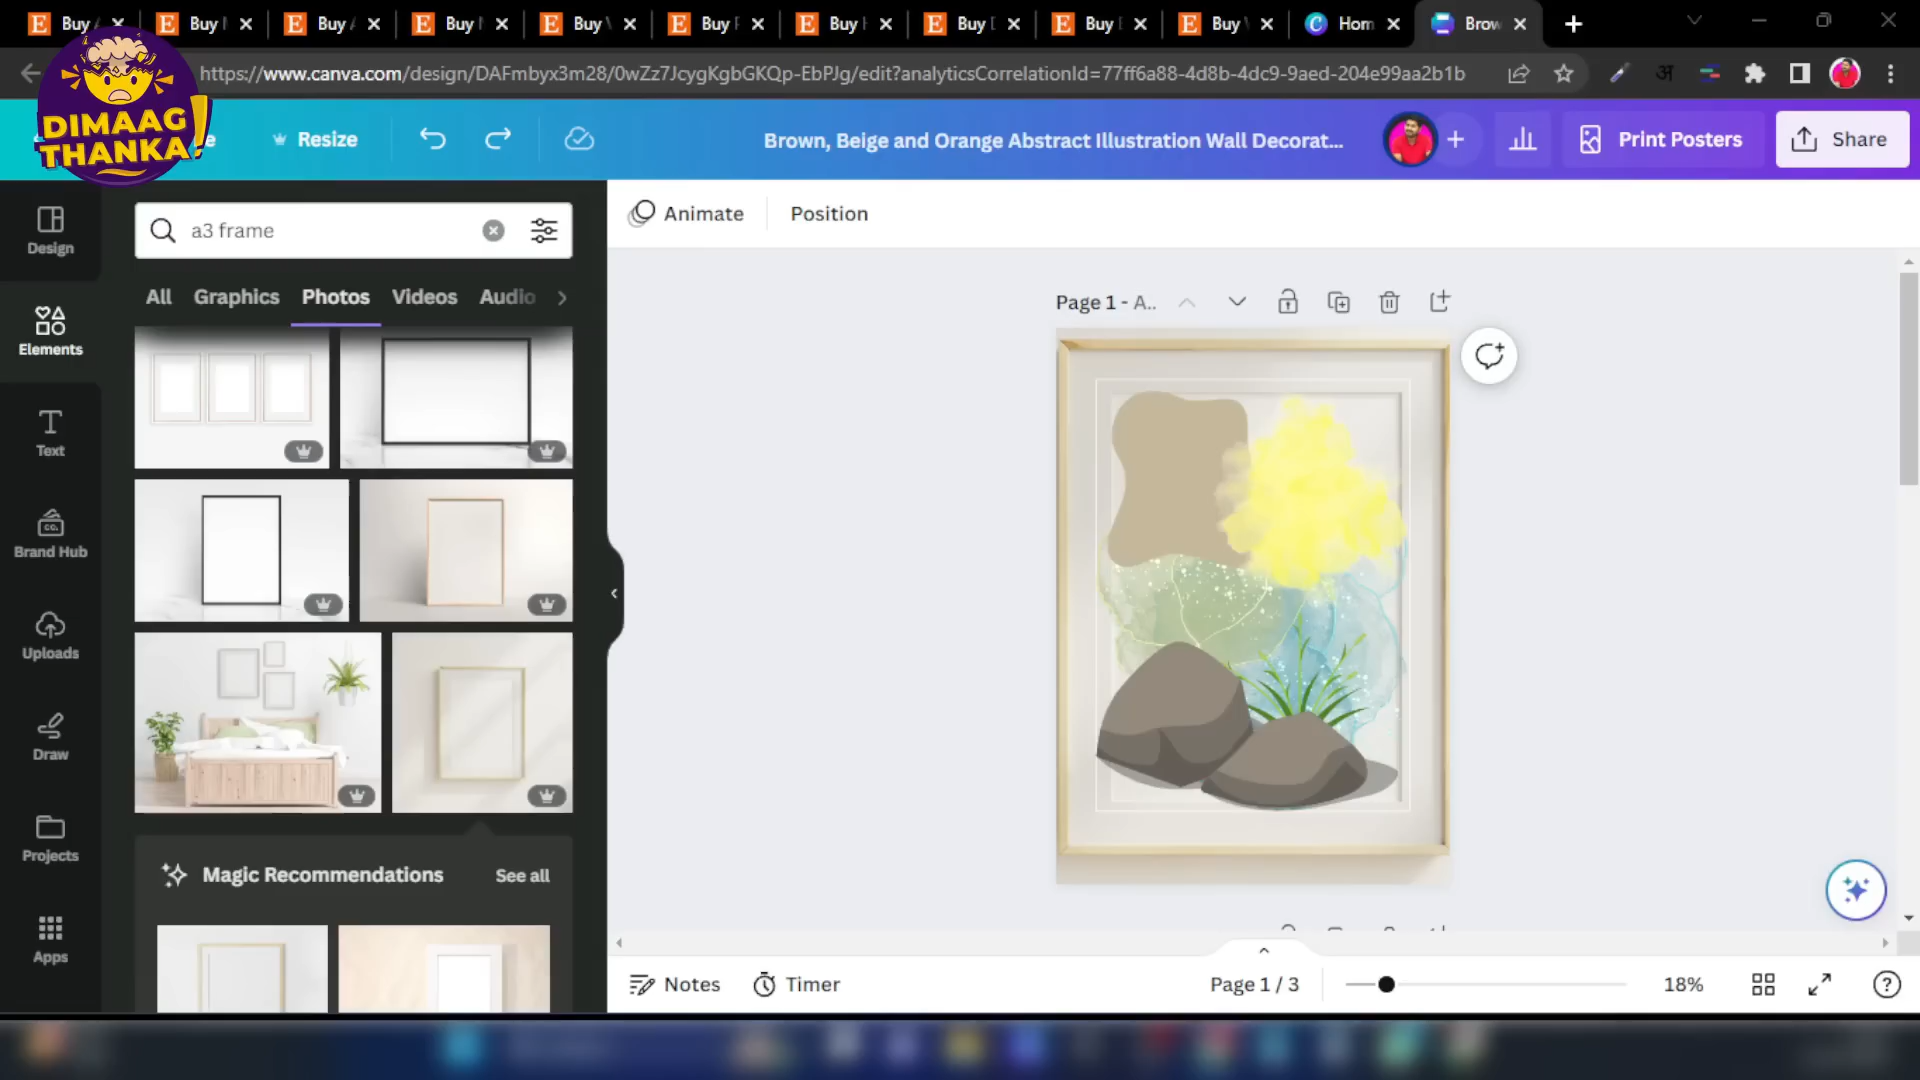 Buy
Buy
Buy
Buy
Buy
Buy
Buy
Buy
Buy
Buy
Hom
Brow
https://www.canva.com/design/DAFmbyx3m28/0wZz7JcygKgbGKQp-EbPJg/edit?analyticsCorrelationId=77ff6a88-4d8b-4dc9-9aed-204e99aa2b1b
अ
DIMAAG
THANKA!
Resize
Brown, Beige and Orange Abstract Illustration Wall Decorat...
Print Posters
Share
Design
Elements
Text
Brand Hub
CO.
Uploads
Draw
Projects
Apps
a3 frame
All Graphics Photos Videos Audio
Magic Recommendations See all
Animate Position
Page 1 - A..
Notes Timer
Page 1 / 3
18%